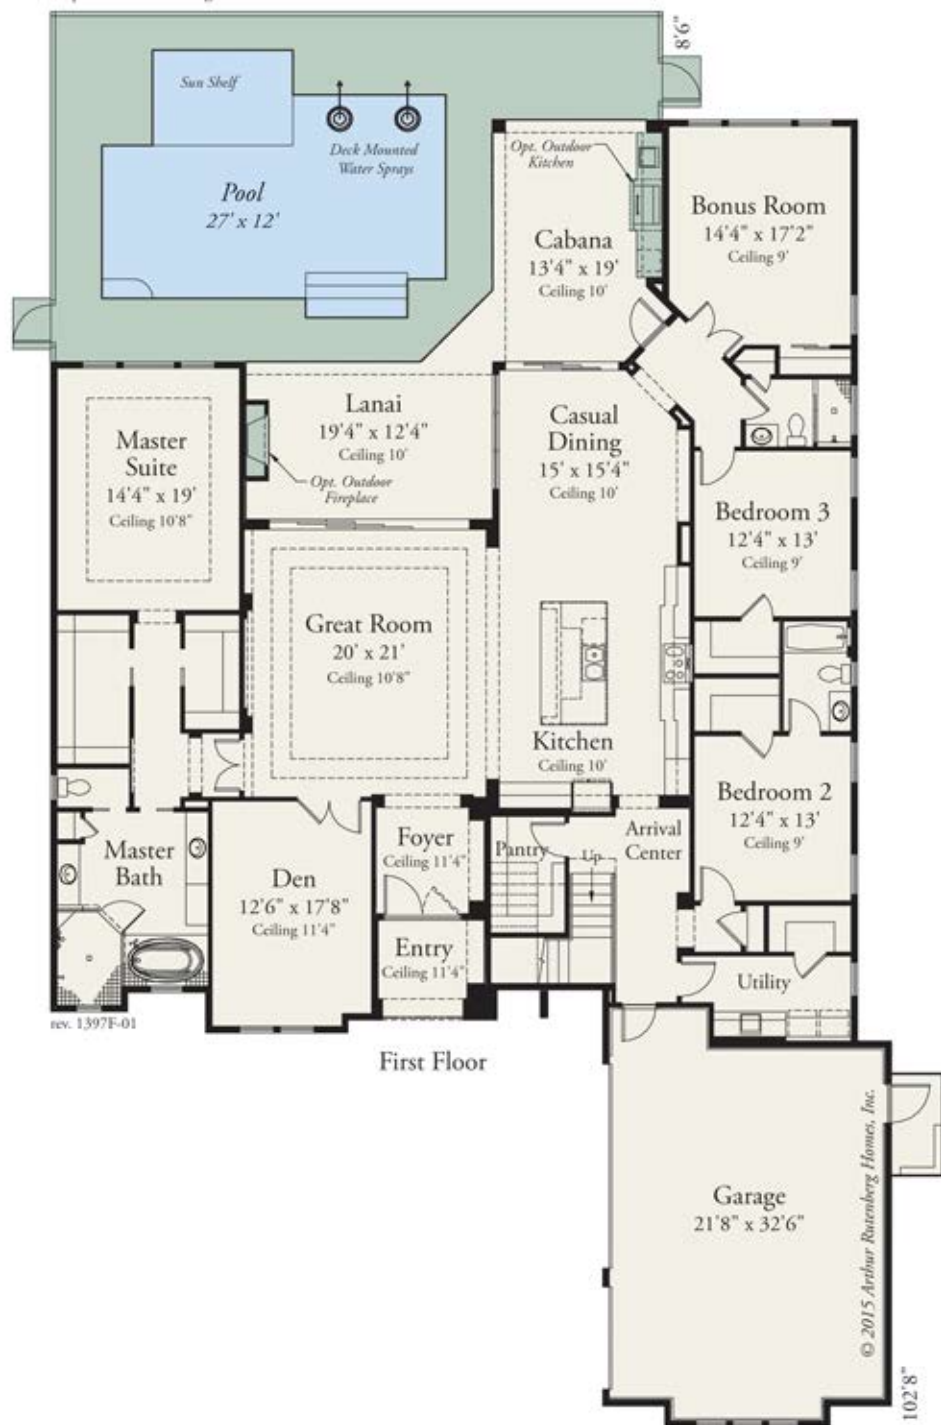 8'6"
Sun Shelf
Deck Mounted
Water Sprays
Pool
27' x 12'
Opt. Outdoor
Kitchen
Cabana
13'4" x 19'
Ceiling 10'
Bonus Room
14'4" x 17'2"
Ceiling 9'
Master
Suite
14'4" x 19'
Ceiling 10'8"
Lanai
19'4" x 12'4"
Ceiling 10'
Opt. Outdoor
Fireplace
Casual
Dining
15' x 15'4"
Ceiling 10'
Bedroom 3
12'4" x 13'
Ceiling 9'
Great Room
20' x 21'
Ceiling 10'8"
Kitchen
Ceiling 10'
Bedroom 2
12'4" x 13'
Ceiling 9'
Master
Bath
Den
12'6" x 17'8"
Ceiling 11'4"
Foyer
Ceiling 11'4"
Pantry
Up
Arrival
Center
Entry
Ceiling 11'4"
Utility
rev. 1397F-01
First Floor
Garage
21'8" x 32'6"
© 2015 Arthur Rutenberg Homes, Inc.
102'8"